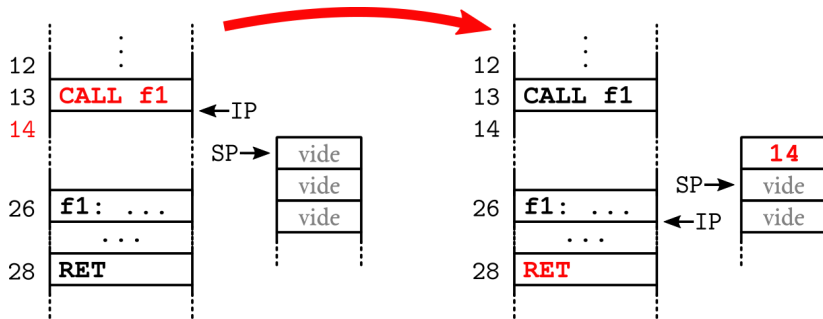 12
13 CALL f1
←IP
14
SP→ vide
vide
26 f1: ... vide
...
28 RET
12
13 CALL f1
14
14
SP→ vide
26 f1: ... vide
←IP
...
28 RET